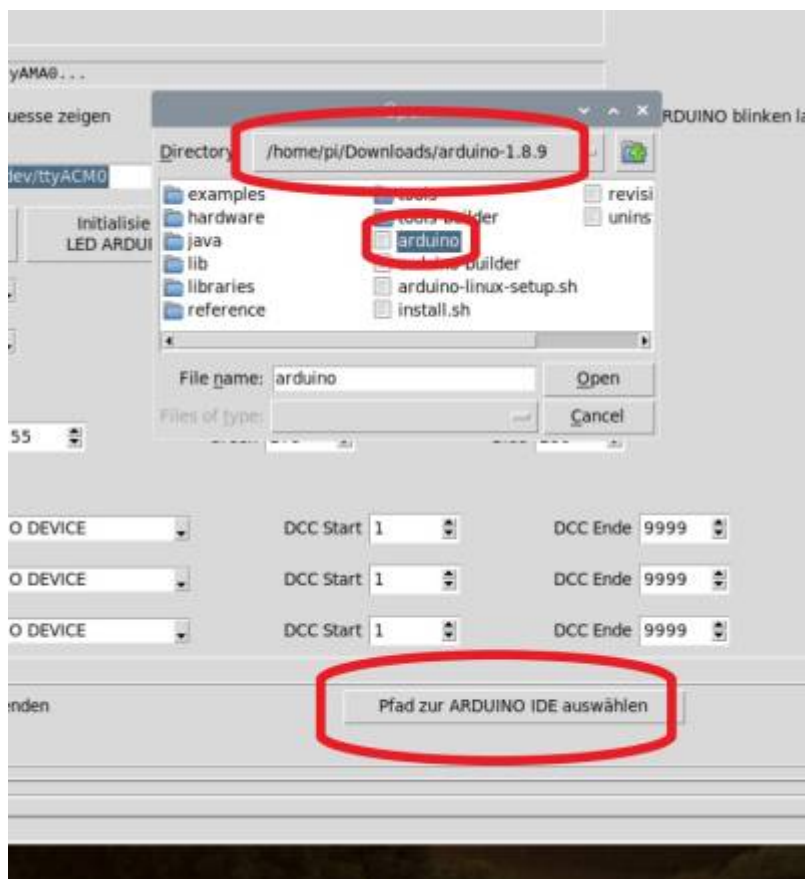 yAMA0...
uesse zeigen
RDUINO blinken la
Directory
/home/pi/Downloads/arduino-1.8.9
dev/ttyACM0
examples
revisi
hardware
tools-builder
unins
Initialisie
LED ARDUI
java
arduino
lib
arduino-builder
libraries
arduino-linux-setup.sh
reference
install.sh
File name: arduino
Open
Files of type:
Cancel
55
O DEVICE
DCC Start 1
DCC Ende 9999
O DEVICE
DCC Start 1
DCC Ende 9999
O DEVICE
DCC Start 1
DCC Ende 9999
enden
Pfad zur ARDUINO IDE auswählen